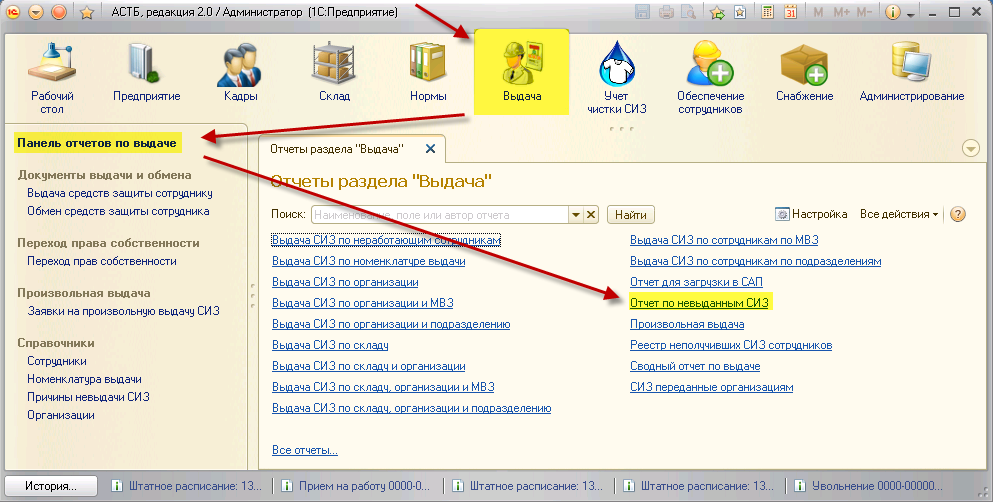 АСТБ, редакция 2.0 / Администратор (1С:Предприятие)
M M+ M-
Рабочий стол
Предприятие
Кадры
Склад
Нормы
Выдача
Учет чистки СИЗ
Обеспечение сотрудников
Снабжение
Администрирование
Панель отчетов по выдаче
Документы выдачи и обмена
Выдача средств защиты сотруднику
Обмен средств защиты сотрудника
Переход права собственности
Переход прав собственности
Произвольная выдача
Заявки на произвольную выдачу СИЗ
Справочники
Сотрудники
Номенклатура выдачи
Причины невыдачи СИЗ
Организации
Отчеты раздела "Выдача"
Отчеты раздела "Выдача"
Поиск: Наименование, поле или автор отчета
Найти
Настройка
Все действия
Выдача СИЗ по неработающим сотрудникам
Выдача СИЗ по номенклатуре выдачи
Выдача СИЗ по организации
Выдача СИЗ по организации и МВЗ
Выдача СИЗ по организации и подразделению
Выдача СИЗ по складу
Выдача СИЗ по складу и организации
Выдача СИЗ по складу, организации и МВЗ
Выдача СИЗ по складу, организации и подразделению
Выдача СИЗ по сотрудникам по МВЗ
Выдача СИЗ по сотрудникам по подразделениям
Отчет для загрузки в САП
Отчет по невыданным СИЗ
Произвольная выдача
Реестр неполучивших СИЗ сотрудников
Сводный отчет по выдаче
СИЗ переданные организациям
Все отчеты...
История...
Штатное расписание: 13...
Прием на работу 0000-0...
Штатное расписание: 13...
Штатное расписание: 13...
Увольнение 0000-00000...